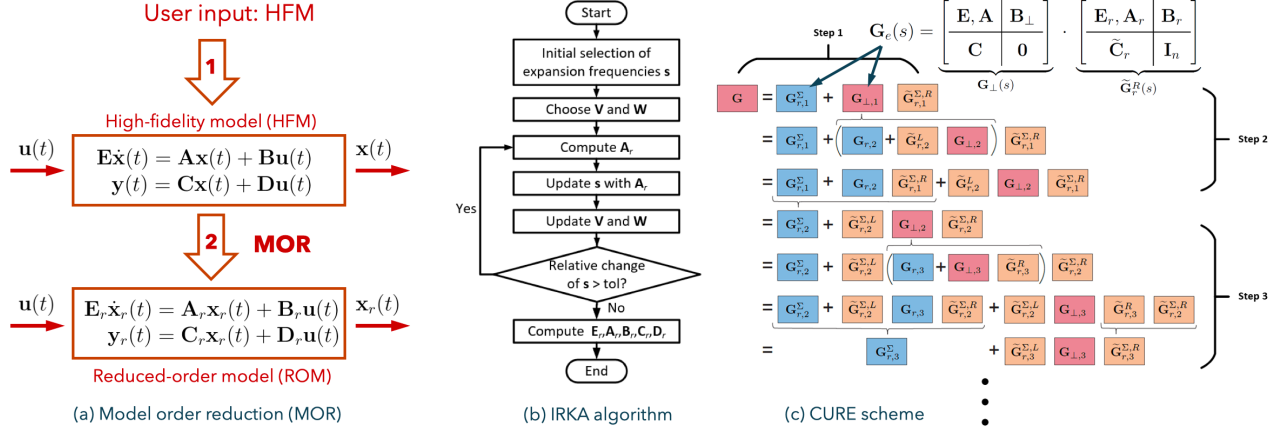 User input: HFM
1
High-fidelity model (HFM)
u(t)
Eẋ(t) = Ax(t) + Bu(t)
y(t) = Cx(t) + Du(t)
x(t)
2
MOR
u(t)
E_r ẋ_r(t) = A_r x_r(t) + B_r u(t)
y_r(t) = C_r x_r(t) + D_r u(t)
x_r(t)
Reduced-order model (ROM)
(a) Model order reduction (MOR)
Start
Initial selection of
expansion frequencies s
Choose V and W
Compute A_r
Update s with A_r
Update V and W
Relative change
of s > tol?
Yes
No
Compute E_r,A_r,B_r,C_r,D_r
End
(b) IRKA algorithm
Step 1
G_e(s) = [E, A | B_⊥ ; C | 0] · [E_r, A_r | B_r ; C̃_r | I_n]
G_⊥(s)
G̃_r^R(s)
G = G_{r,1}^Σ + G_{⊥,1} G̃_{r,1}^{Σ,R}
= G_{r,1}^Σ + (G_{r,2} + G̃_{r,2}^L G_{⊥,2}) G̃_{r,1}^{Σ,R}
Step 2
= G_{r,1}^Σ + G_{r,2} G̃_{r,1}^{Σ,R} + G̃_{r,2}^L G_{⊥,2} G̃_{r,1}^{Σ,R}
= G_{r,2}^Σ + G̃_{r,2}^{Σ,L} G_{⊥,2} G̃_{r,2}^{Σ,R}
= G_{r,2}^Σ + G̃_{r,2}^{Σ,L} (G_{r,3} + G_{⊥,3} G̃_{r,3}^R) G̃_{r,2}^{Σ,R}
Step 3
= G_{r,2}^Σ + G̃_{r,2}^{Σ,L} G_{r,3} G̃_{r,2}^{Σ,R} + G̃_{r,2}^{Σ,L} G_{⊥,3} G̃_{r,3}^R G̃_{r,2}^{Σ,R}
= G_{r,3}^Σ + G̃_{r,3}^{Σ,L} G_{⊥,3} G̃_{r,3}^{Σ,R}
(c) CURE scheme